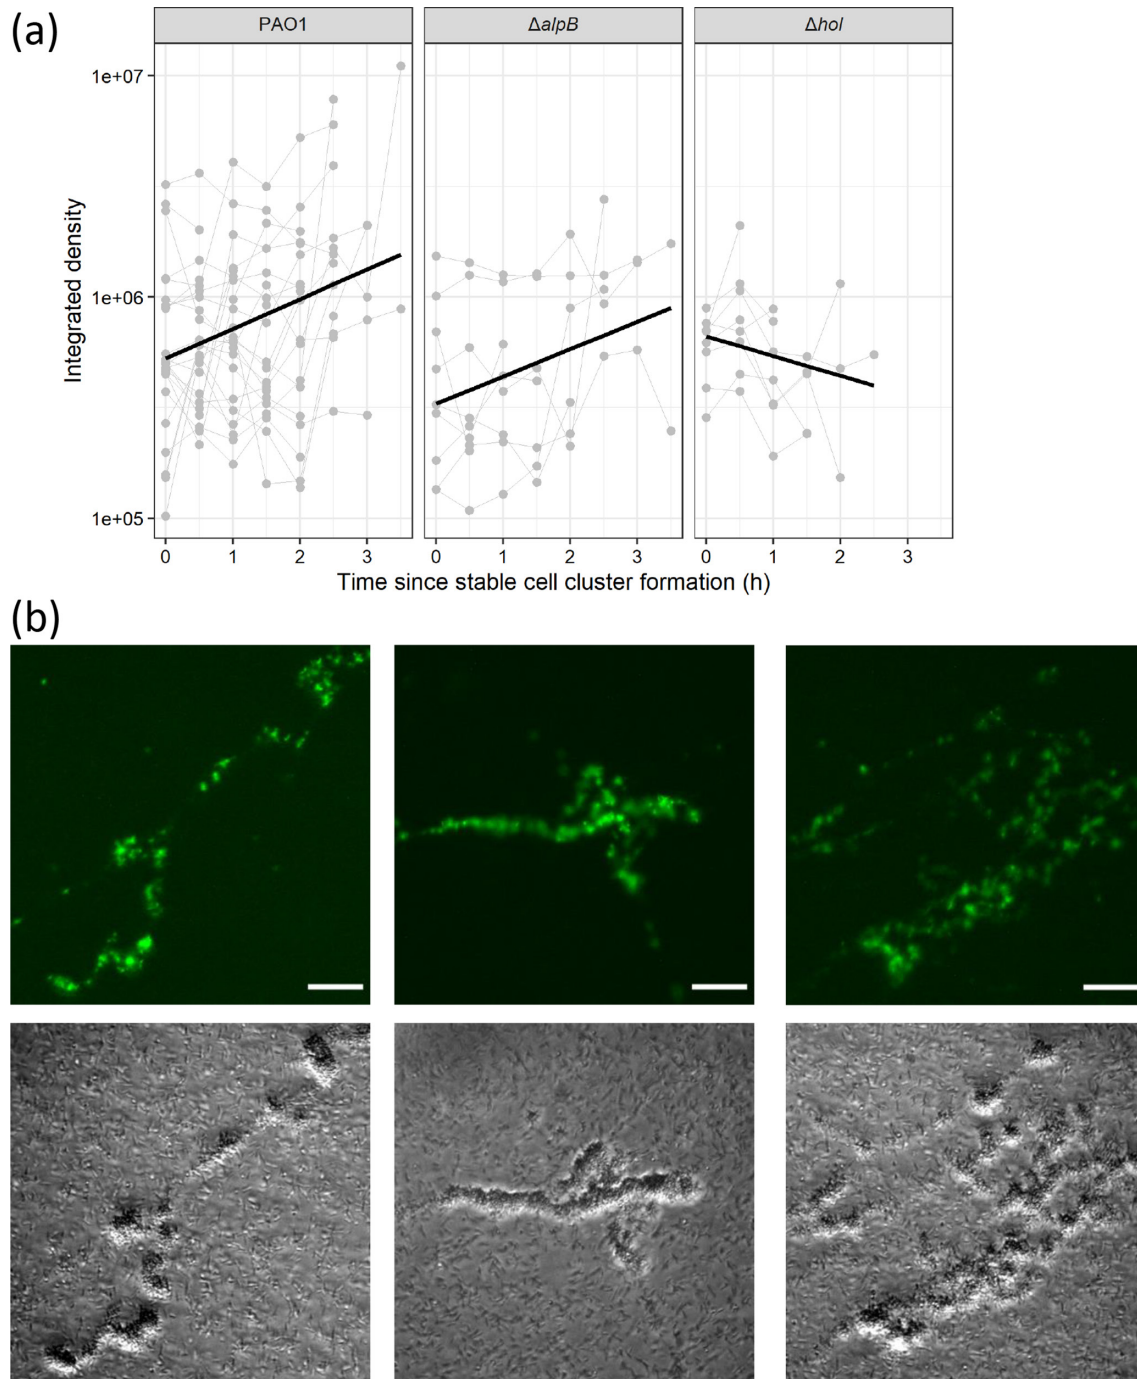 (a)
PAO1 ΔalpB Δhol
1e+07
1e+06
1e+05
Integrated density
0 1 2 3 0 1 2 3 0 1 2 3
Time since stable cell cluster formation (h)
(b)